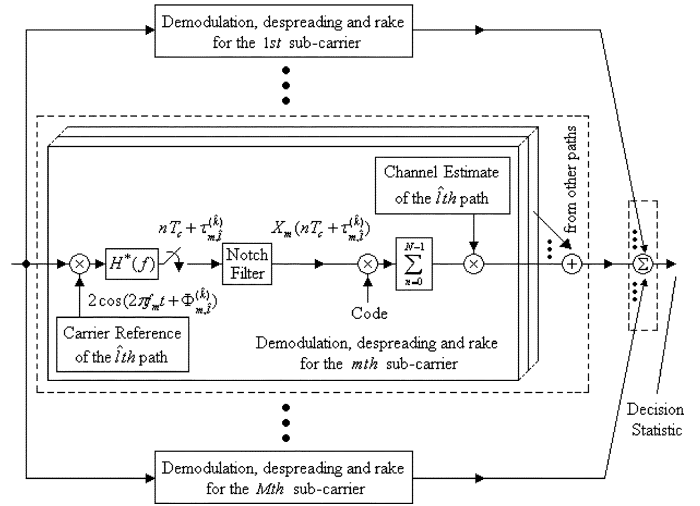 Demodulation, despreading and rake
for the 1st sub-carrier
from other paths
Channel Estimate
of the l̂th path
nT_c + τ_{m,l̂}^{(k̂)}
X_m(nT_c + τ_{m,l̂}^{(k̂)})
H*(f)
Notch
Filter
N−1
∑
n=0
2cos(2πf_m t + Φ_{m,l̂}^{(k̂)})
Code
Carrier Reference
of the l̂th path
Demodulation, despreading and rake
for the mth sub-carrier
Σ
Decision
Statistic
Demodulation, despreading and rake
for the Mth sub-carrier